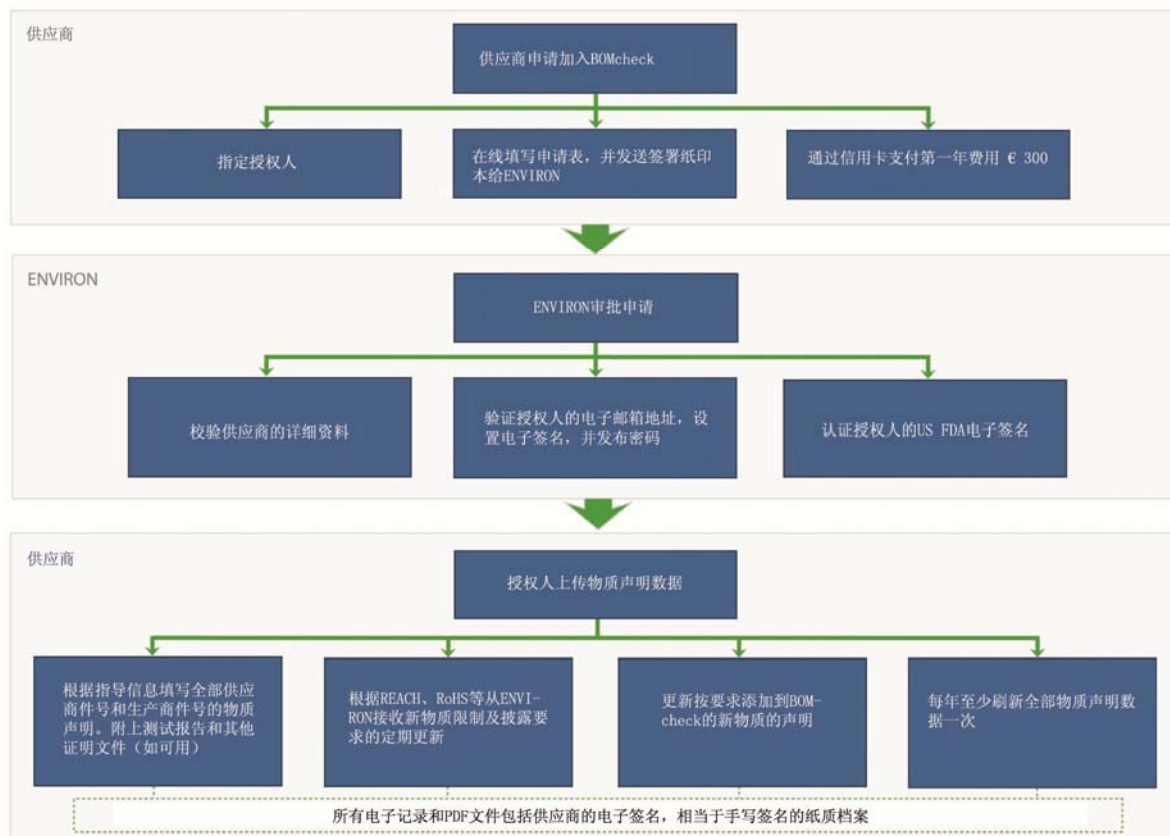 供应商
供应商申请加入BOMcheck
指定授权人
在线填写申请表，并发送签署纸印
本给ENVIRON
通过信用卡支付第一年费用 € 300
ENVIRON
ENVIRON审批申请
校验供应商的详细资料
验证授权人的电子邮箱地址，设
置电子签名，并发布密码
认证授权人的US FDA电子签名
供应商
授权人上传物质声明数据
根据指导信息填写全部供应
商件号和生产商件号的物质
声明。附上测试报告和其他
证明文件（如可用）
根据REACH、RoHS等从ENVI-
RON接收新物质限制及披露要
求的定期更新
更新按要求添加到BOM-
check的新物质的声明
每年至少刷新全部物质声明数
据一次
所有电子记录和PDF文件包括供应商的电子签名，相当于手写签名的纸质档案